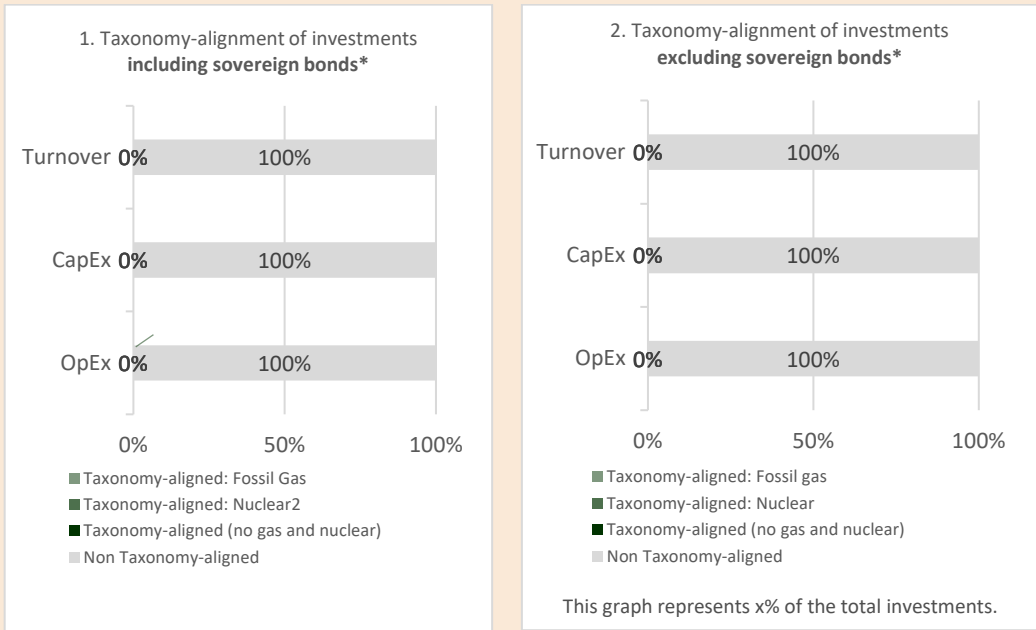 1. Taxonomy-alignment of investments
including sovereign bonds*
Turnover 0% 100%
CapEx 0% 100%
OpEx 0% 100%
0% 50% 100%
Taxonomy-aligned: Fossil Gas
Taxonomy-aligned: Nuclear2
Taxonomy-aligned (no gas and nuclear)
Non Taxonomy-aligned
2. Taxonomy-alignment of investments
excluding sovereign bonds*
Turnover 0% 100%
CapEx 0% 100%
OpEx 0% 100%
0% 50% 100%
Taxonomy-aligned: Fossil gas
Taxonomy-aligned: Nuclear
Taxonomy-aligned (no gas and nuclear)
Non Taxonomy-aligned
This graph represents x% of the total investments.